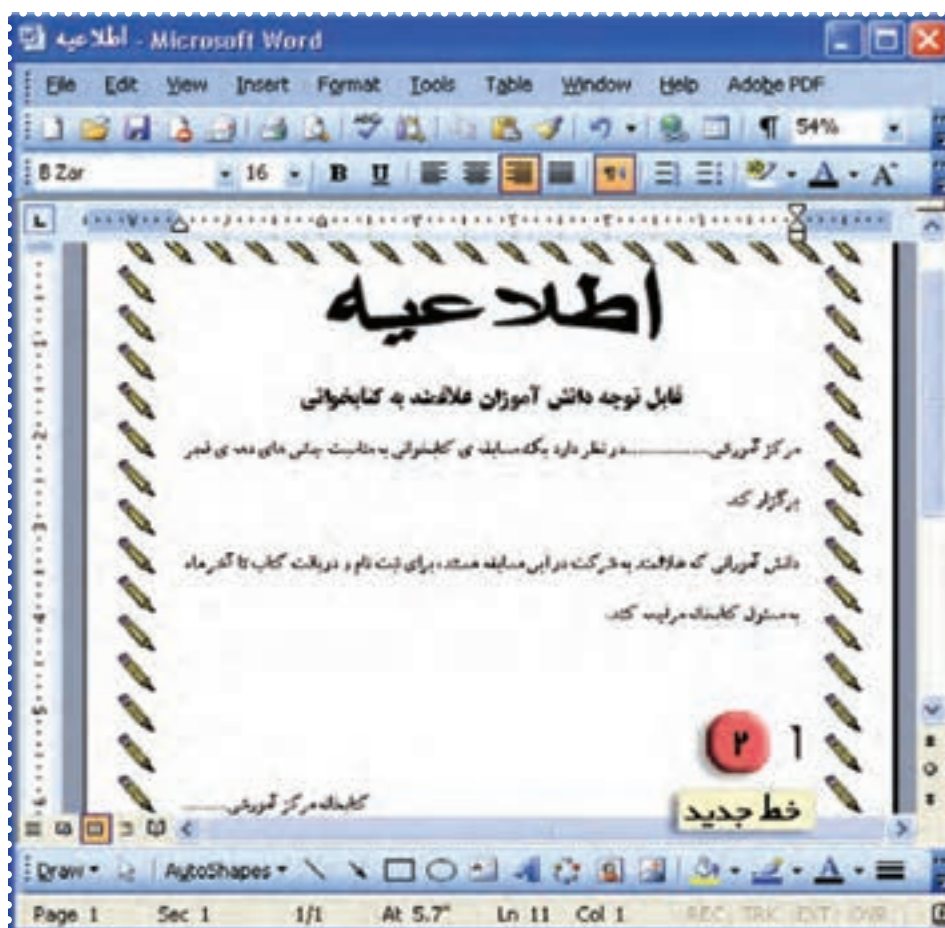 اطلاعیه - Microsoft Word
File Edit View Insert Format Tools Table Window Help Adobe PDF
54%
B Zar 16 B U A A
اطلاعیه
قابل توجه دانش آموزان علاقمند به کتابخوانی
مرکز آموزشی................در نظر دارد یک مسابقه ی کتابخوانی به مناسبت جشن های دهه ی فجر
برگزار کند.
دانش آموزانی که علاقمند به شرکت در این مسابقه هستند، برای ثبت نام و دریافت کتاب تا آخر ماه
به مسئول کتابخانه مراجعه کنند.
۲
خط جدید
کتابخانه مرکز آموزشی.......
Draw AutoShapes A
Page 1 Sec 1 1/1 At 5.7" Ln 11 Col 1 REC TRK EXT OVR